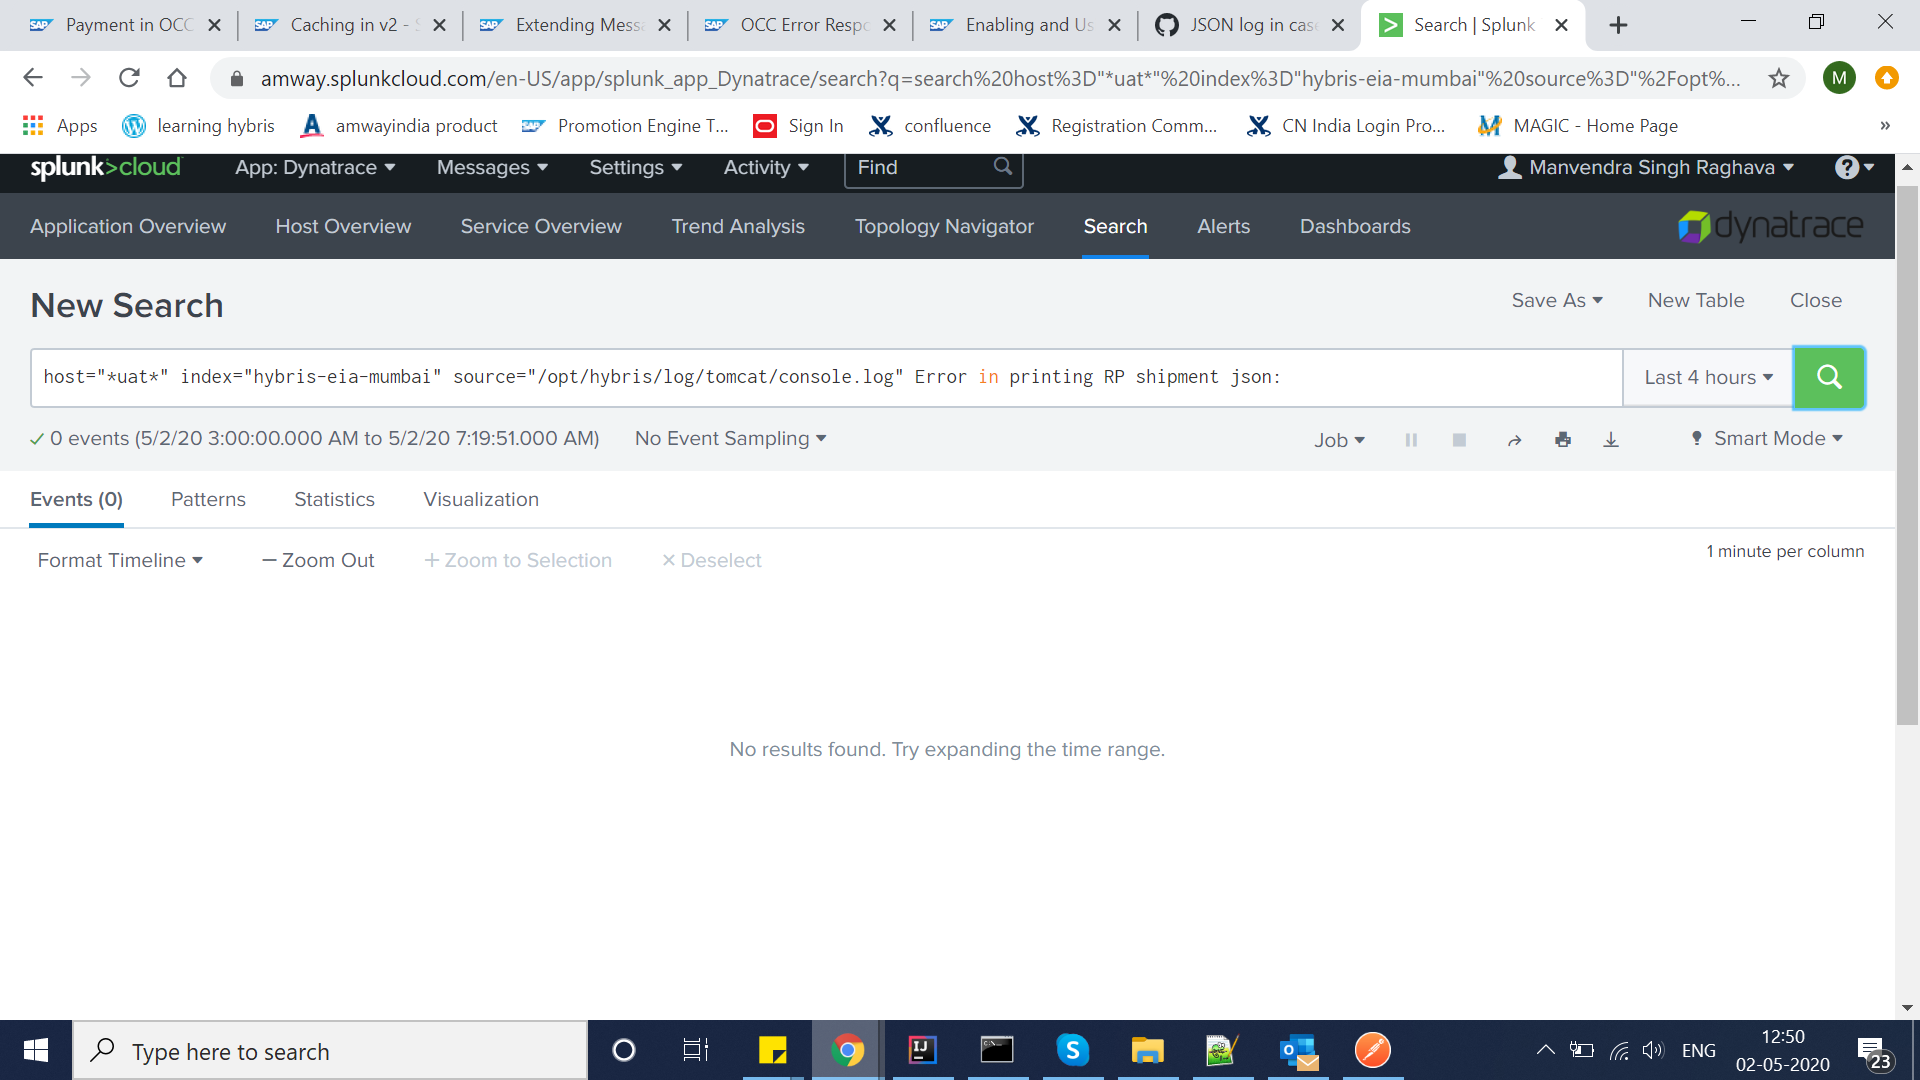 Payment in OCC
Caching in v2 - S
Extending Messa
OCC Error Respo
Enabling and Us
JSON log in case
Search | Splunk
amway.splunkcloud.com/en-US/app/splunk_app_Dynatrace/search?q=search%20host%3D"*uat*"%20index%3D"hybris-eia-mumbai"%20source%3D"%2Fopt%...
M
Apps
learning hybris
amwayindia product
Promotion Engine T...
Sign In
confluence
Registration Comm...
CN India Login Pro...
MAGIC - Home Page
»
splunk>cloud
App: Dynatrace
Messages
Settings
Activity
Find
Manvendra Singh Raghava
?
Application Overview
Host Overview
Service Overview
Trend Analysis
Topology Navigator
Search
Alerts
Dashboards
dynatrace
New Search
Save As
New Table
Close
host="*uat*" index="hybris-eia-mumbai" source="/opt/hybris/log/tomcat/console.log" Error in printing RP shipment json:
Last 4 hours
0 events (5/2/20 3:00:00.000 AM to 5/2/20 7:19:51.000 AM)
No Event Sampling
Job
Smart Mode
Events (0)
Patterns
Statistics
Visualization
Format Timeline
— Zoom Out
+ Zoom to Selection
× Deselect
1 minute per column
No results found. Try expanding the time range.
Type here to search
ENG
12:50
02-05-2020
23